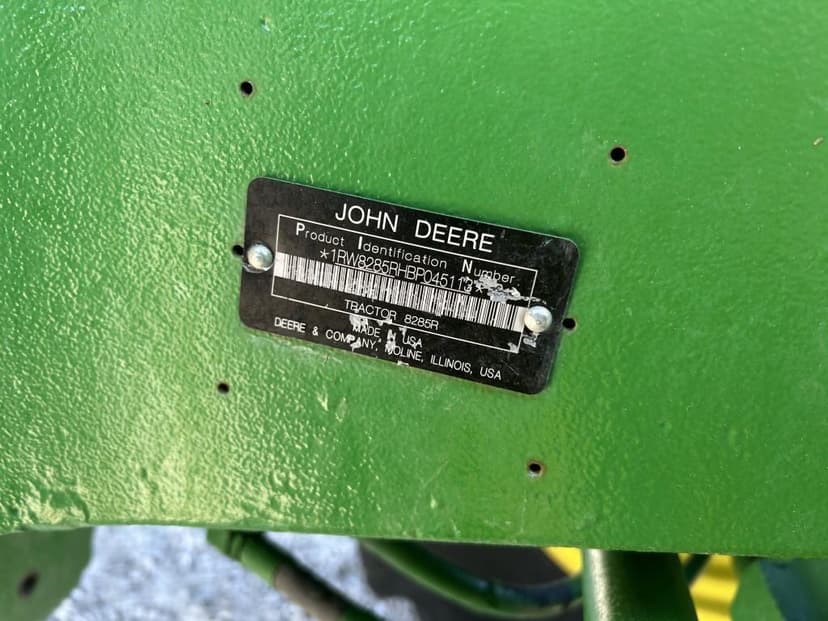 JOHN DEERE
Product Identification Number
*1RW8285RHBP045113*
TRACTOR 8285R
MADE IN USA
DEERE & COMPANY, MOLINE, ILLINOIS, USA